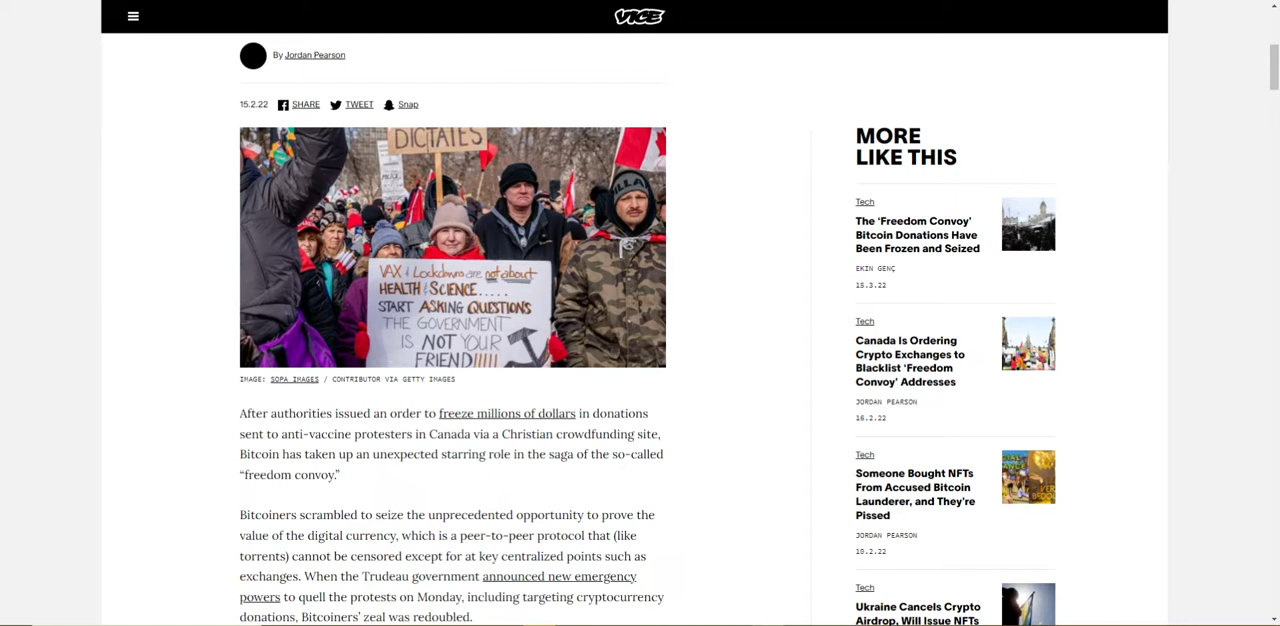 VICE
By Jordan Pearson
15.2.22 SHARE TWEET Snap
DICTATES
VAX & Lockdowns are not about
HEALTH & SCIENCE.....
START ASKING QUESTIONS
THE GOVERNMENT
IS NOT YOUR
FRIEND!!!!!
IMAGE: SOPA IMAGES / CONTRIBUTOR VIA GETTY IMAGES
After authorities issued an order to freeze millions of dollars in donations
sent to anti-vaccine protesters in Canada via a Christian crowdfunding site,
Bitcoin has taken up an unexpected starring role in the saga of the so-called
“freedom convoy.”
Bitcoiners scrambled to seize the unprecedented opportunity to prove the
value of the digital currency, which is a peer-to-peer protocol that (like
torrents) cannot be censored except for at key centralized points such as
exchanges. When the Trudeau government announced new emergency
powers to quell the protests on Monday, including targeting cryptocurrency
donations, Bitcoiners’ zeal was redoubled.
MORE
LIKE THIS
Tech
The ‘Freedom Convoy’
Bitcoin Donations Have
Been Frozen and Seized
EKIN GENÇ
15.3.22
Tech
Canada Is Ordering
Crypto Exchanges to
Blacklist ‘Freedom
Convoy’ Addresses
JORDAN PEARSON
16.2.22
Tech
Someone Bought NFTs
From Accused Bitcoin
Launderer, and They’re
Pissed
JORDAN PEARSON
10.2.22
Tech
Ukraine Cancels Crypto
Airdrop, Will Issue NFTs